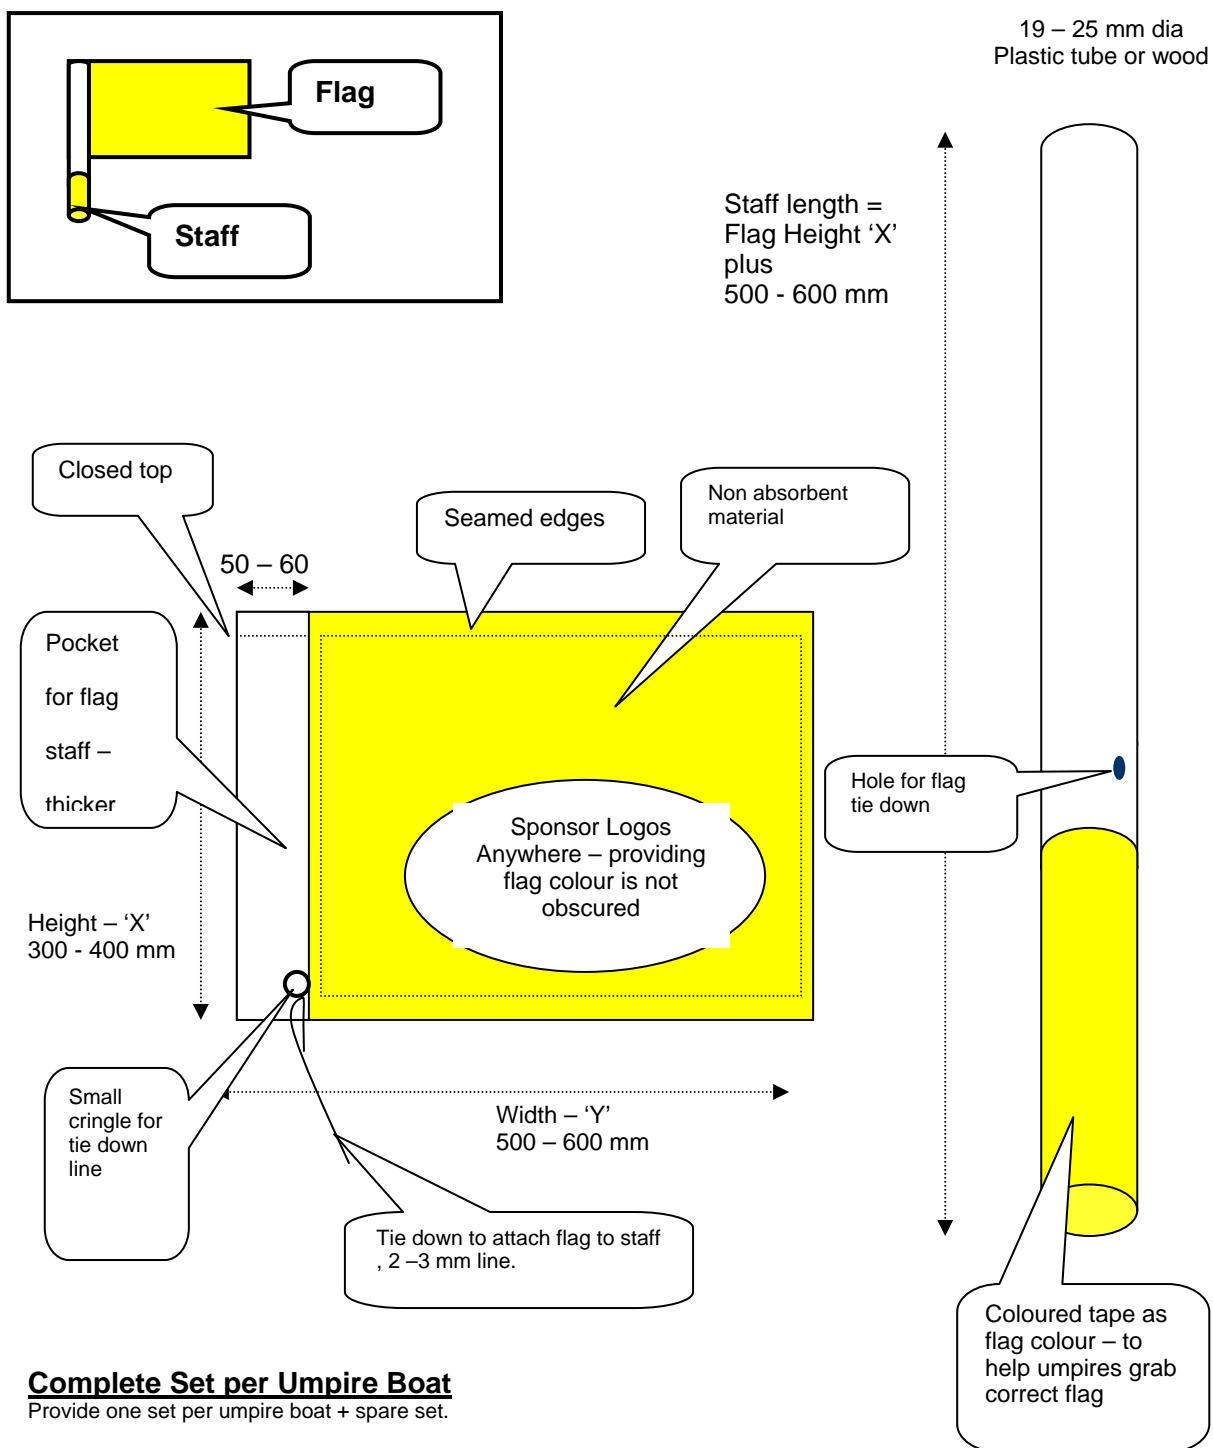 19 – 25 mm dia
Plastic tube or wood
Flag
Staff
Staff length =
Flag Height ‘X’
plus
500 - 600 mm
Closed top
Seamed edges
Non absorbent
material
50 – 60
Pocket
for flag
staff –
thicker
Hole for flag
tie down
Sponsor Logos
Anywhere – providing
flag colour is not
obscured
Height – ‘X’
300 - 400 mm
Small
cringle for
tie down
line
Width – ‘Y’
500 – 600 mm
Tie down to attach flag to staff
, 2 –3 mm line.
Coloured tape as
flag colour – to
help umpires grab
correct flag
Complete Set per Umpire Boat
Provide one set per umpire boat + spare set.